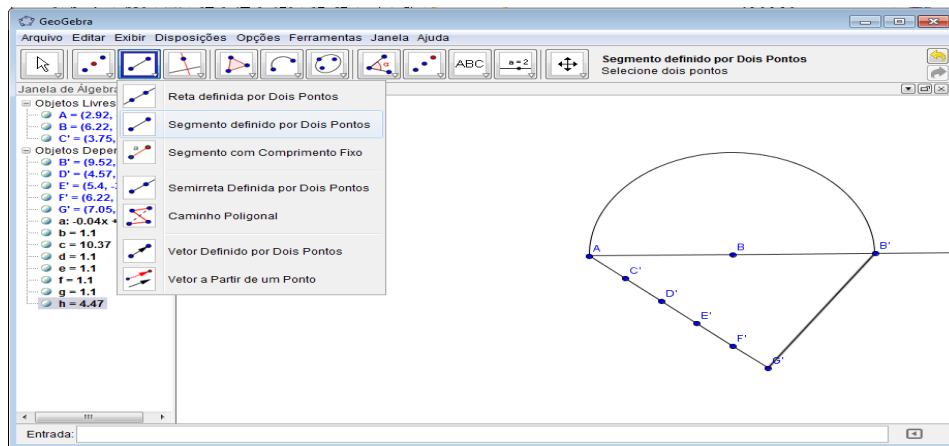 GeoGebra
Arquivo Editar Exibir Disposições Opções Ferramentas Janela Ajuda
ABC
a=2
Segmento definido por Dois Pontos
Selecione dois pontos
Janela de Álgebra
Objetos Livres
A = (2.92,
B = (6.22,
C' = (3.75,
Objetos Deper
B' = (9.52,
D' = (4.57,
E' = (5.4, -
F' = (6.22,
G' = (7.05,
a: -0.04x +
b = 1.1
c = 10.37
d = 1.1
e = 1.1
f = 1.1
g = 1.1
h = 4.47
Reta definida por Dois Pontos
Segmento definido por Dois Pontos
a
Segmento com Comprimento Fixo
Semirreta Definida por Dois Pontos
Caminho Poligonal
Vetor Definido por Dois Pontos
Vetor a Partir de um Ponto
A
B
B'
C'
D'
E'
F'
G'
Entrada: